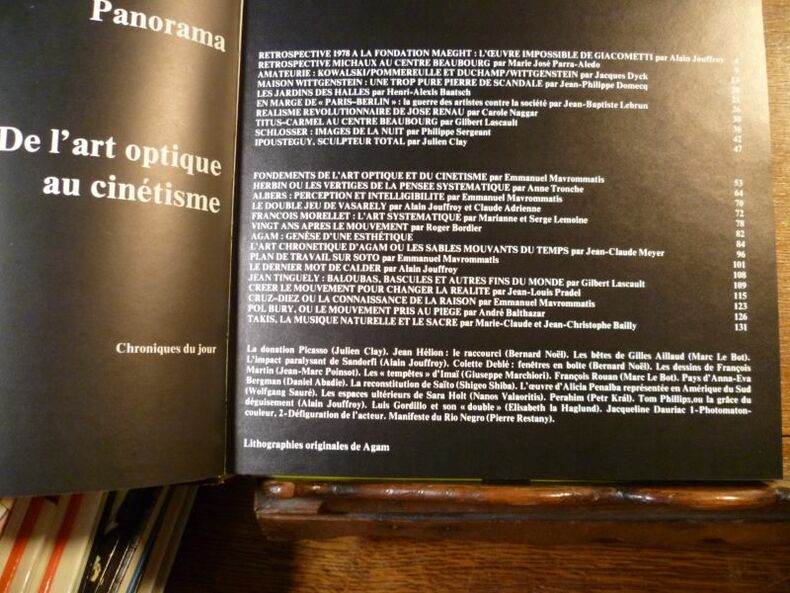 Panorama
RETROSPECTIVE 1978 A LA FONDATION MAEGHT : L'ŒUVRE IMPOSSIBLE DE GIACOMETTI par Alain Jouffroy 4
RETROSPECTIVE MICHAUX AU CENTRE BEAUBOURG par Marie José Parra-Aledo 9
AMATEURIE : KOWALSKI/POMMEREULLE ET DUCHAMP/WITTGENSTEIN par Jacques Dyck
MAISON WITTGENSTEIN : UNE TROP PURE PIERRE DE SCANDALE par Jean-Philippe Domecq
LES JARDINS DES HALLES par Henri-Alexis Baatsch
EN MARGE DE « PARIS–BERLIN » : la guerre des artistes contre la société par Jean-Baptiste Lebrun
REALISME REVOLUTIONNAIRE DE JOSE RENAU par Carole Naggar
TITUS–CARMEL AU CENTRE BEAUBOURG par Gilbert Lascault
SCHLOSSER : IMAGES DE LA NUIT par Philippe Sergeant 42
IPOUSTEGUY, SCULPTEUR TOTAL par Julien Clay 47
De l'art optique
au cinétisme
FONDEMENTS DE L'ART OPTIQUE ET DU CINETISME par Emmanuel Mavrommatis 53
HERBIN OU LES VERTIGES DE LA PENSEE SYSTEMATIQUE par Anne Tronche 64
ALBERS : PERCEPTION ET INTELLIGIBILITE par Emmanuel Mavrommatis 70
LE DOUBLE JEU DE VASARELY par Alain Jouffroy et Claude Adrienne 72
FRANCOIS MORELLET : L'ART SYSTEMATIQUE par Marianne et Serge Lemoine 78
VINGT ANS APRES LE MOUVEMENT par Roger Bordier 82
AGAM : GENÈSE D'UNE ESTHÉTIQUE 84
L'ART CHRONETIQUE D'AGAM OU LES SABLES MOUVANTS DU TEMPS par Jean-Claude Meyer 96
PLAN DE TRAVAIL SUR SOTO par Emmanuel Mavrommatis 101
LE DERNIER MOT DE CALDER par Alain Jouffroy 108
JEAN TINGUELY : BALOUBAS, BASCULES ET AUTRES FINS DU MONDE par Gilbert Lascault 109
CREER LE MOUVEMENT POUR CHANGER LA REALITE par Jean-Louis Pradel 115
CRUZ–DIEZ OU LA CONNAISSANCE DE LA RAISON par Emmanuel Mavrommatis 123
POL BURY, OU LE MOUVEMENT PRIS AU PIEGE par André Balthazar 126
TAKIS, LA MUSIQUE NATURELLE ET LE SACRE par Marie-Claude et Jean-Christophe Bailly 131
Chroniques du jour
La donation Picasso (Julien Clay). Jean Hélion : le raccourci (Bernard Noël). Les bêtes de Gilles Aillaud (Marc Le Bot).
L'impact paralysant de Sandorfi (Alain Jouffroy). Colette Deblé : fenêtres en boîte (Bernard Noël). Les dessins de François
Martin (Jean-Marc Poinsot). Les « tempêtes » d'Imaï (Giuseppe Marchiori). François Rouan (Marc Le Bot). Pays d'Anna-Eva
Bergman (Daniel Abadie). La reconstitution de Saïto (Shigeo Shiba). L'œuvre d'Alicia Penalba représentée en Amérique du Sud
(Wolfgang Sauré). Les espaces ultérieurs de Sara Holt (Nanos Valaoritis). Perahim (Petr Král). Tom Phillips,ou la grâce du
déguisement (Alain Jouffroy). Luis Gordillo et son « double » (Elisabeth la Haglund). Jacqueline Dauriac 1-Photomaton-
couleur, 2-Défiguration de l'acteur. Manifeste du Rio Negro (Pierre Restany).
Lithographies originales de Agam